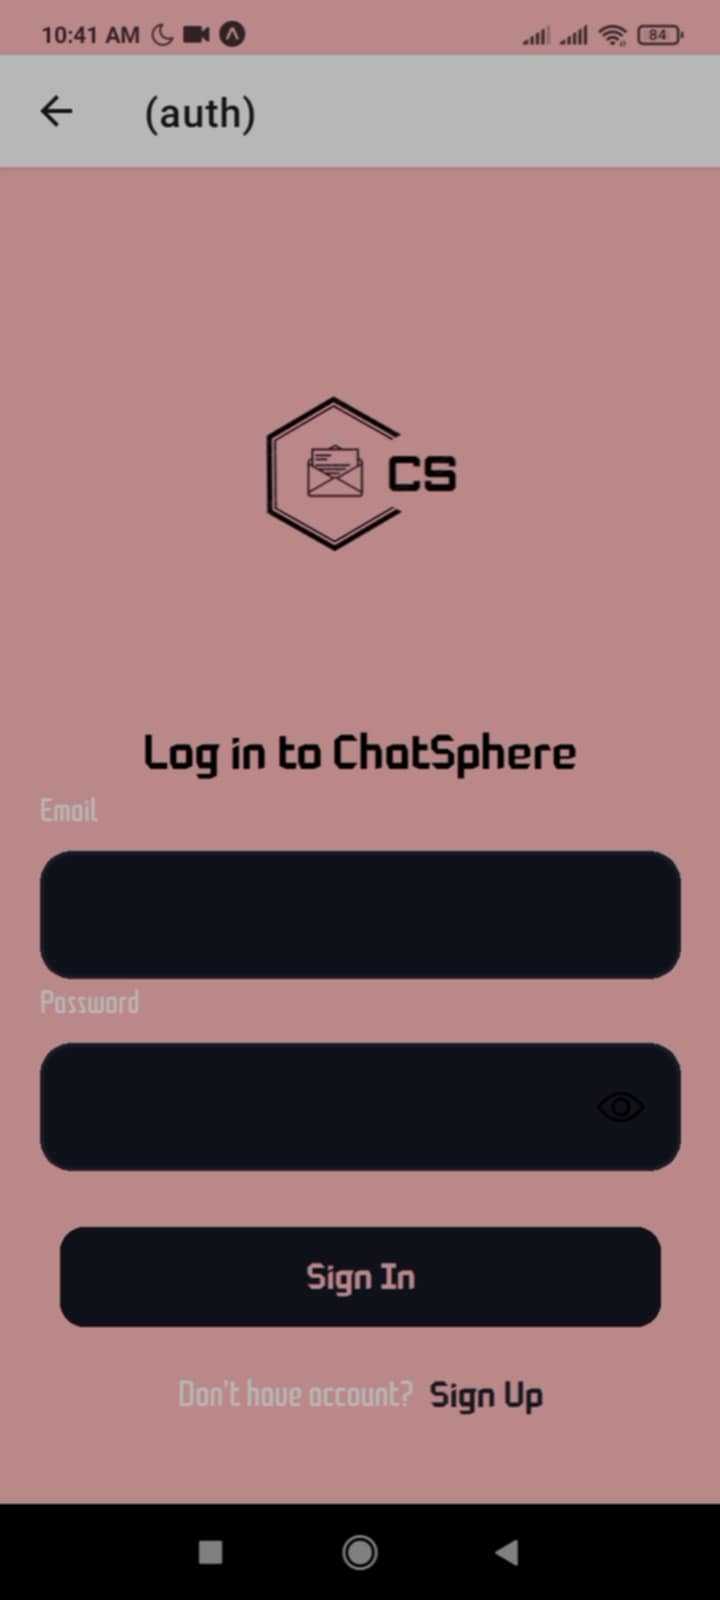 10:41 AM
84
(auth)
CS
Log in to ChatSphere
Email
Password
Sign In
Don't have account? Sign Up